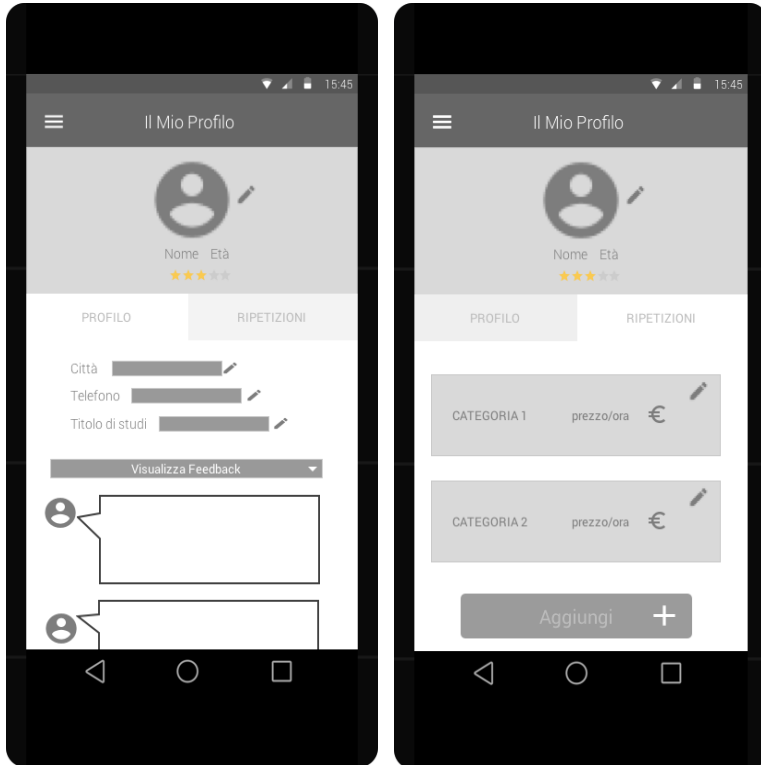 15:45
Il Mio Profilo
Nome Età
PROFILO RIPETIZIONI
Città
Telefono
Titolo di studi
Visualizza Feedback
15:45
Il Mio Profilo
Nome Età
PROFILO RIPETIZIONI
CATEGORIA 1 prezzo/ora €
CATEGORIA 2 prezzo/ora €
Aggiungi +